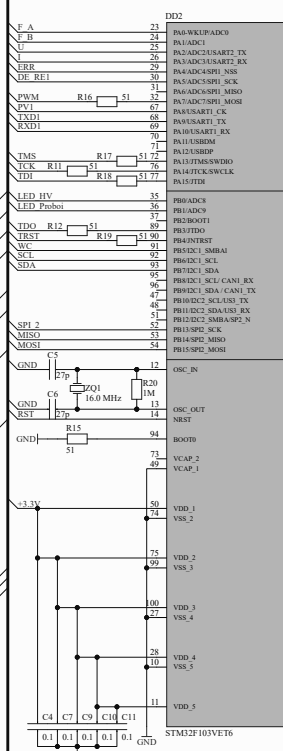 DD2
F_A 23 PA0-WKUP/ADC0
F_B 24 PA1/ADC1
U 25 PA2/ADC2/USART2_TX
I 26 PA3/ADC3/USART2_RX
ERR 29 PA4/ADC4/SPI1_NSS
DE_RE1 30 PA5/ADC5/SPI1_SCK
31 PA6/ADC6/SPI1_MISO
PWM R16 51 32 PA7/ADC7/SPI1_MOSI
PV1 67 PA8/USART1_CK
TXD1 68 PA9/USART1_TX
RXD1 69 PA10/USART1_RX
70 PA11/USBDM
71 PA12/USBDP
TMS R17 51 72 PA13/JTMS/SWDIO
TCK R11 51 76 PA14/JTCK/SWCLK
TDI R18 51 77 PA15/JTDI
LED_HV 35 PB0/ADC8
LED_Proboi 36 PB1/ADC9
37 PB2/BOOT1
TDO R12 51 89 PB3/JTDO
TRST R19 51 90 PB4/JNTRST
WC 91 PB5/I2C1_SMBAI
SCL 92 PB6/I2C1_SCL
SDA 93 PB7/I2C1_SDA
95 PB8/I2C1_SCL/ CAN1_RX
96 PB9/I2C1_SDA / CAN1_TX
47 PB10/I2C2_SCL/US3_TX
48 PB11/I2C2_SDA/US3_RX
51 PB12/I2C2_SMBA/SP2_N
SPI_2 52 PB13/SPI2_SCK
MISO 53 PB14/SPI2_MISO
MOSI 54 PB15/SPI2_MOSI
GND C5 27p 12 OSC_IN
ZQ1 16.0 MHz R20 1M
GND C6 27p 13 OSC_OUT
RST 14 NRST
GND R15 51 94 BOOT0
73 VCAP_2
49 VCAP_1
+3.3V 50 VDD_1
74 VSS_2
75 VDD_2
99 VSS_3
100 VDD_3
27 VSS_4
28 VDD_4
10 VSS_5
11 VDD_5
C4 C7 C9 C10 C11
0.1 0.1 0.1 0.1 0.1
GND
STM32F103VET6